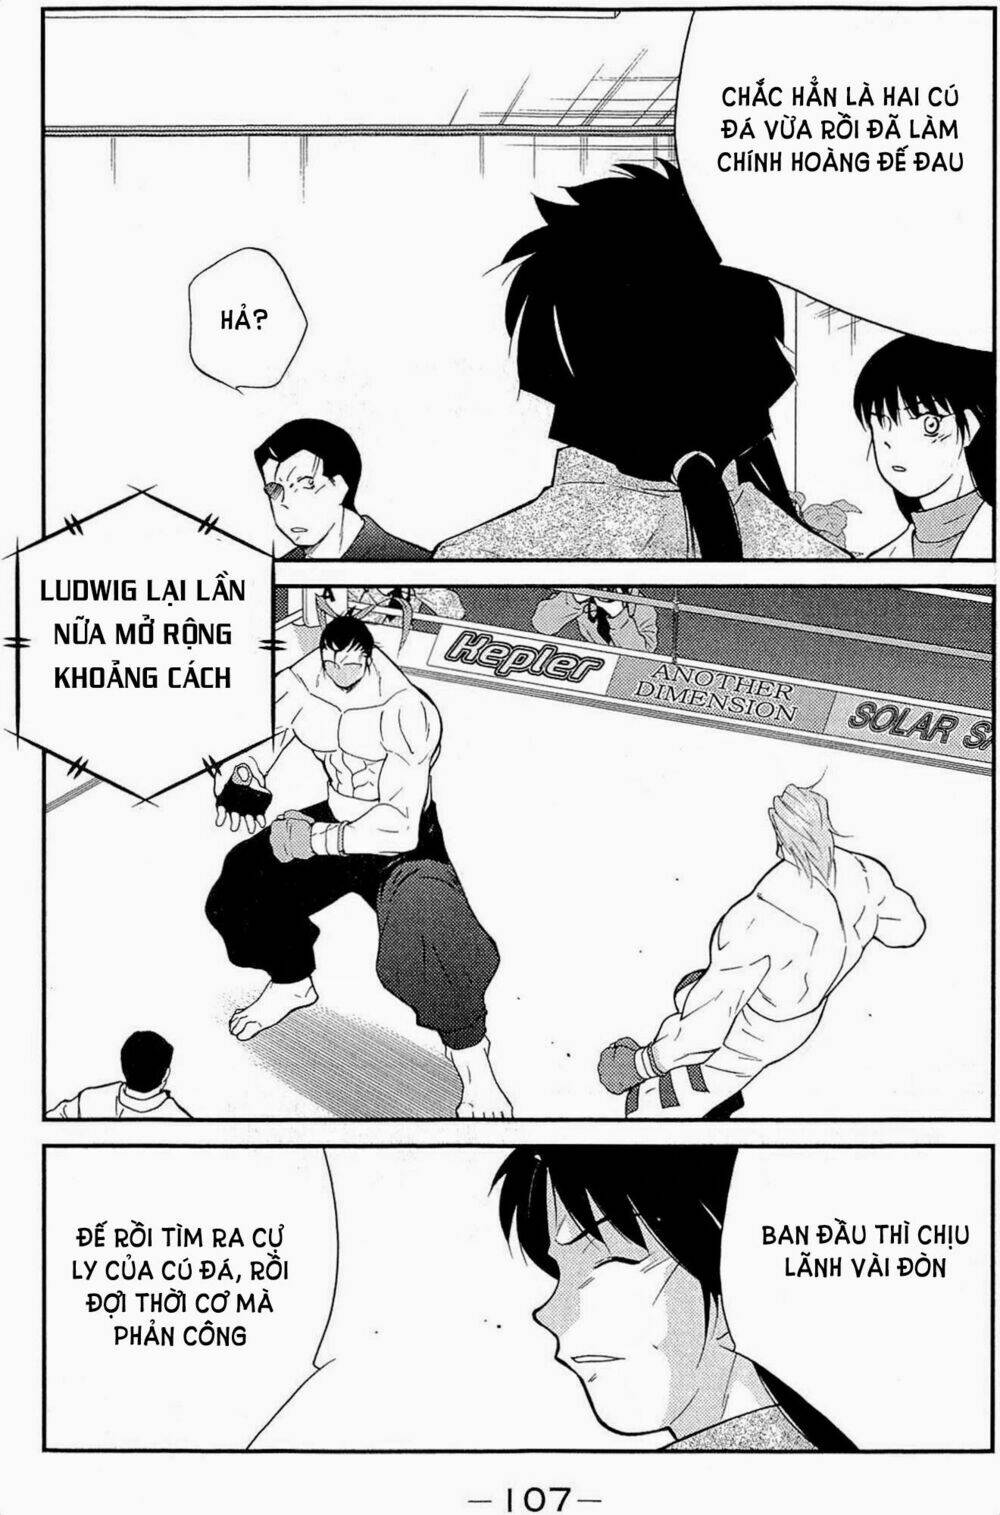 CHẮC HẲN LÀ HAI CÚ
ĐÁ VỪA RỒI ĐÃ LÀM
CHÍNH HOÀNG ĐẾ ĐAU
HẢ?
LUDWIG LẠI LẦN
NỮA MỞ RỘNG
KHOẢNG CÁCH
Kepler
ANOTHER
DIMENSION
SOLAR SA
BAN ĐẦU THÌ CHỊU
LÃNH VÀI ĐÒN
ĐẾ RỒI TÌM RA CỰ
LY CỦA CÚ ĐÁ, RỒI
ĐỢI THỜI CƠ MÀ
PHẢN CÔNG
—107—